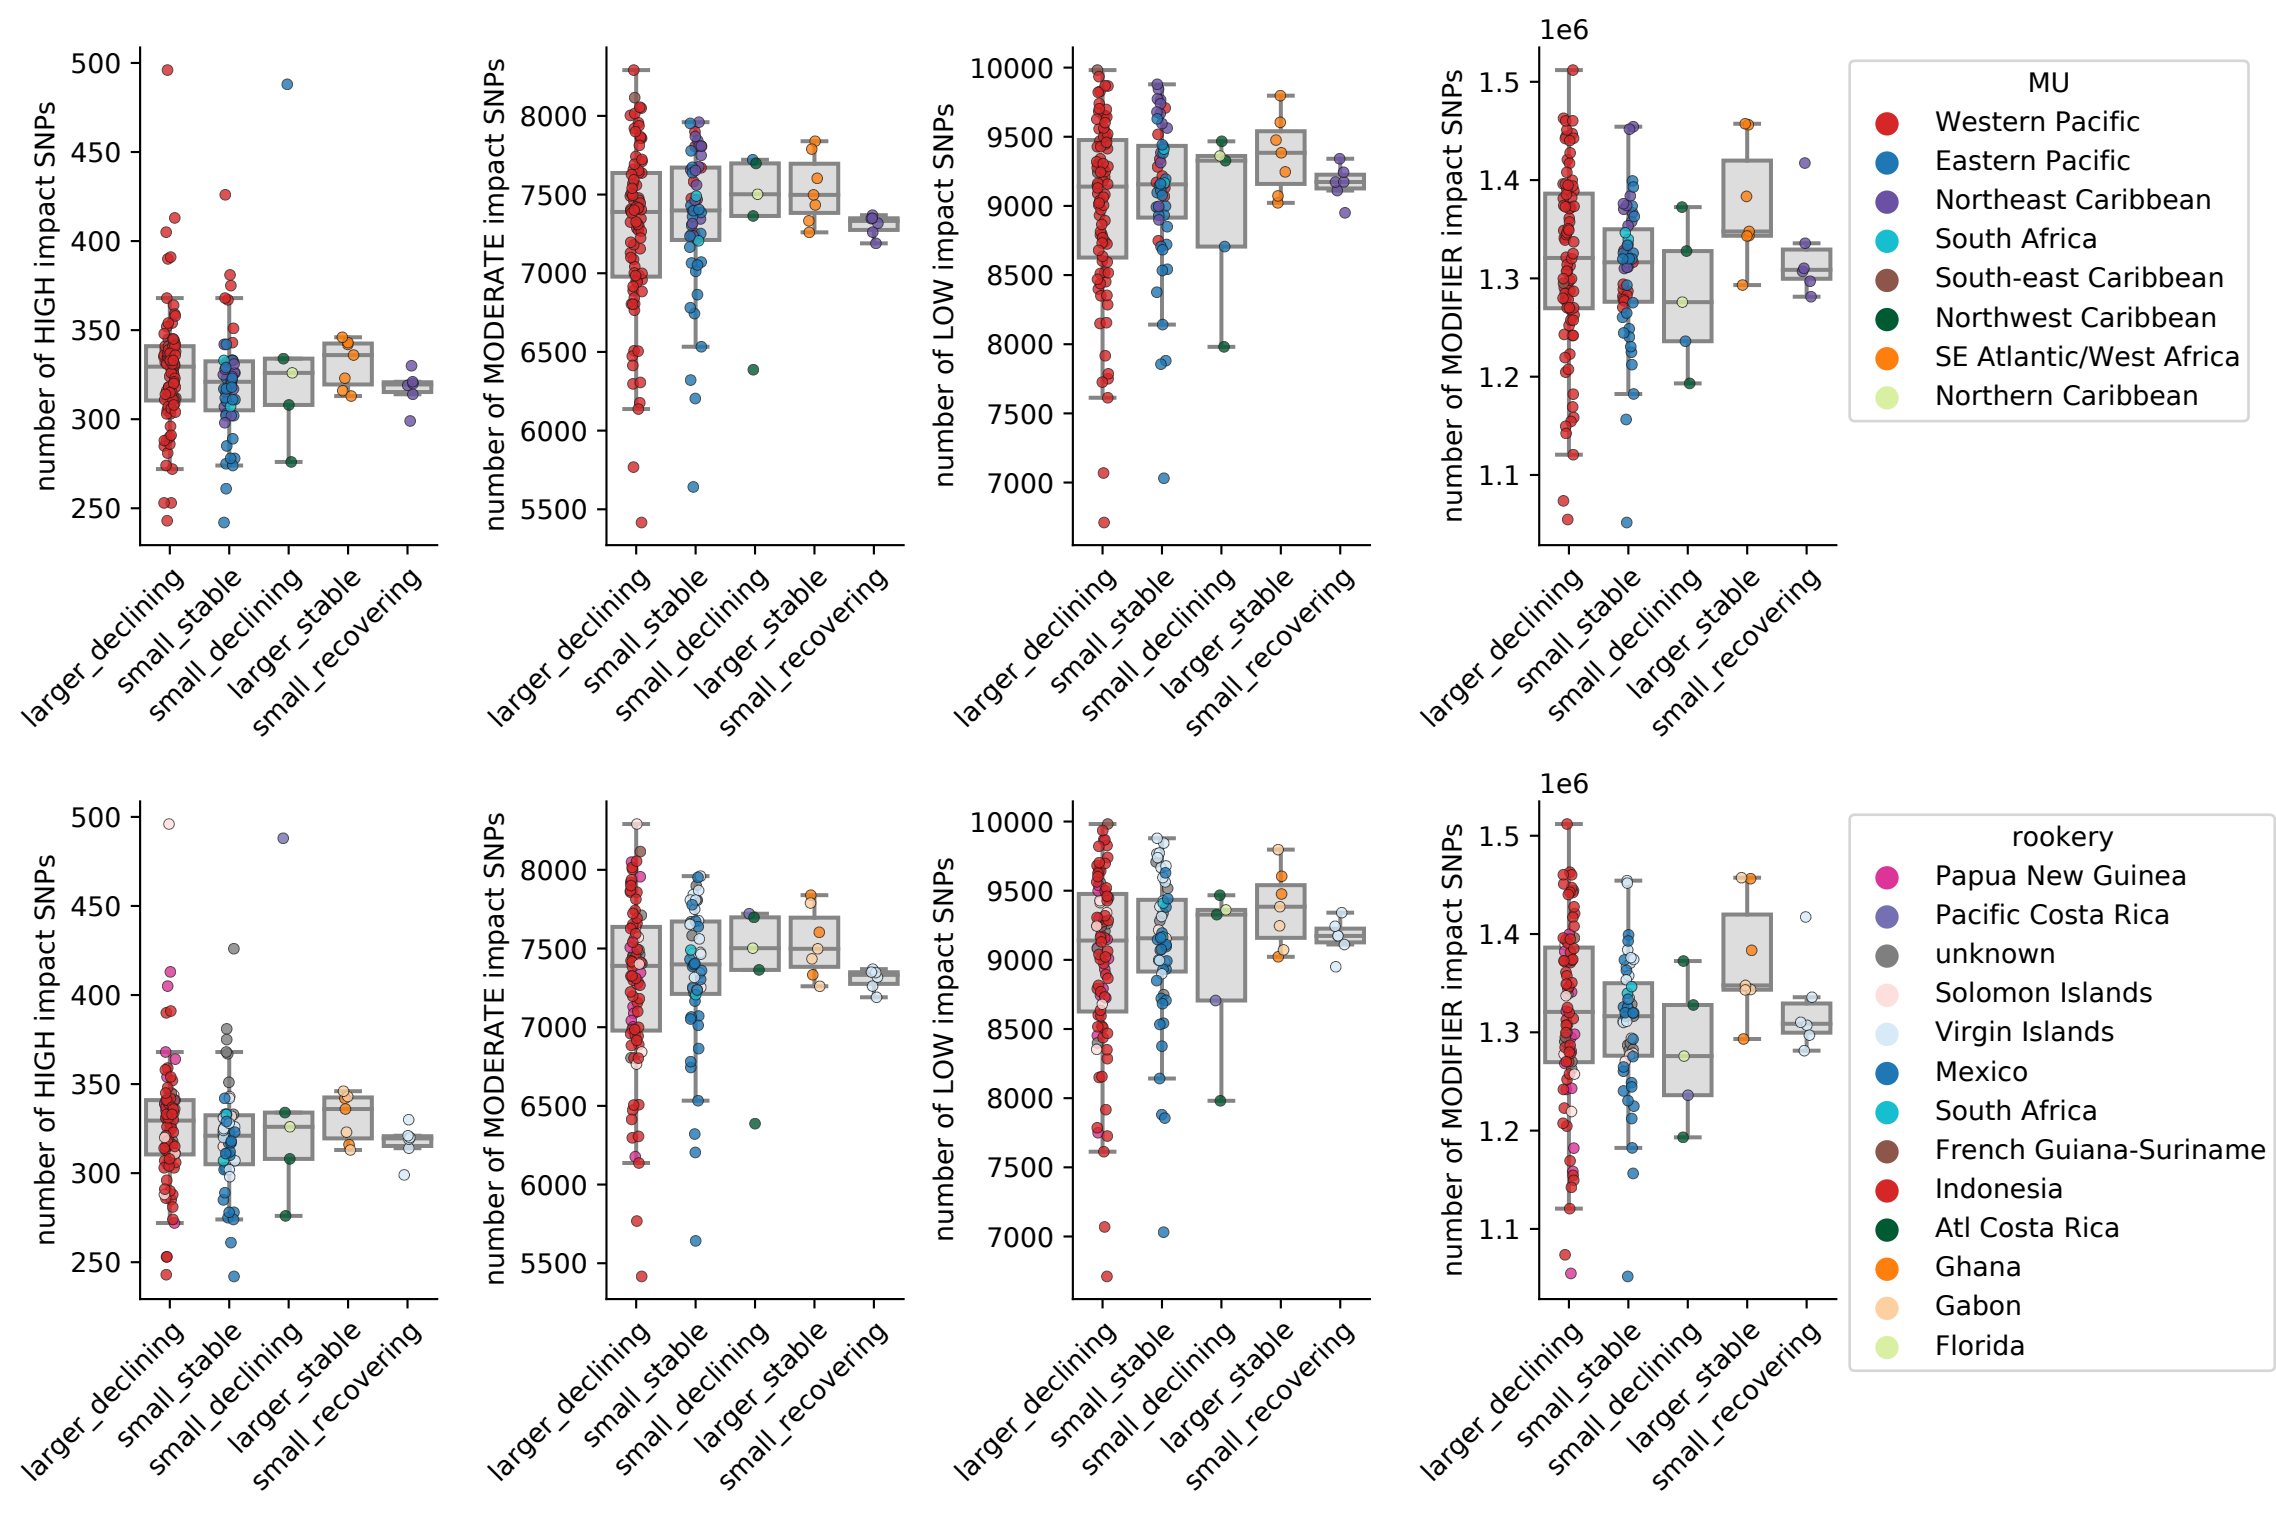 number of HIGH impact SNPs
500
450
400
350
300
250
larger_declining
small_stable
small_declining
larger_stable
small_recovering
number of MODERATE impact SNPs
8000
7500
7000
6500
6000
5500
larger_declining
small_stable
small_declining
larger_stable
small_recovering
number of LOW impact SNPs
10000
9500
9000
8500
8000
7500
7000
larger_declining
small_stable
small_declining
larger_stable
small_recovering
1e6
number of MODIFIER impact SNPs
1.5
1.4
1.3
1.2
1.1
larger_declining
small_stable
small_declining
larger_stable
small_recovering
MU
Western Pacific
Eastern Pacific
Northeast Caribbean
South Africa
South-east Caribbean
Northwest Caribbean
SE Atlantic/West Africa
Northern Caribbean
number of HIGH impact SNPs
500
450
400
350
300
250
larger_declining
small_stable
small_declining
larger_stable
small_recovering
number of MODERATE impact SNPs
8000
7500
7000
6500
6000
5500
larger_declining
small_stable
small_declining
larger_stable
small_recovering
number of LOW impact SNPs
10000
9500
9000
8500
8000
7500
7000
larger_declining
small_stable
small_declining
larger_stable
small_recovering
1e6
number of MODIFIER impact SNPs
1.5
1.4
1.3
1.2
1.1
larger_declining
small_stable
small_declining
larger_stable
small_recovering
rookery
Papua New Guinea
Pacific Costa Rica
unknown
Solomon Islands
Virgin Islands
Mexico
South Africa
French Guiana-Suriname
Indonesia
Atl Costa Rica
Ghana
Gabon
Florida